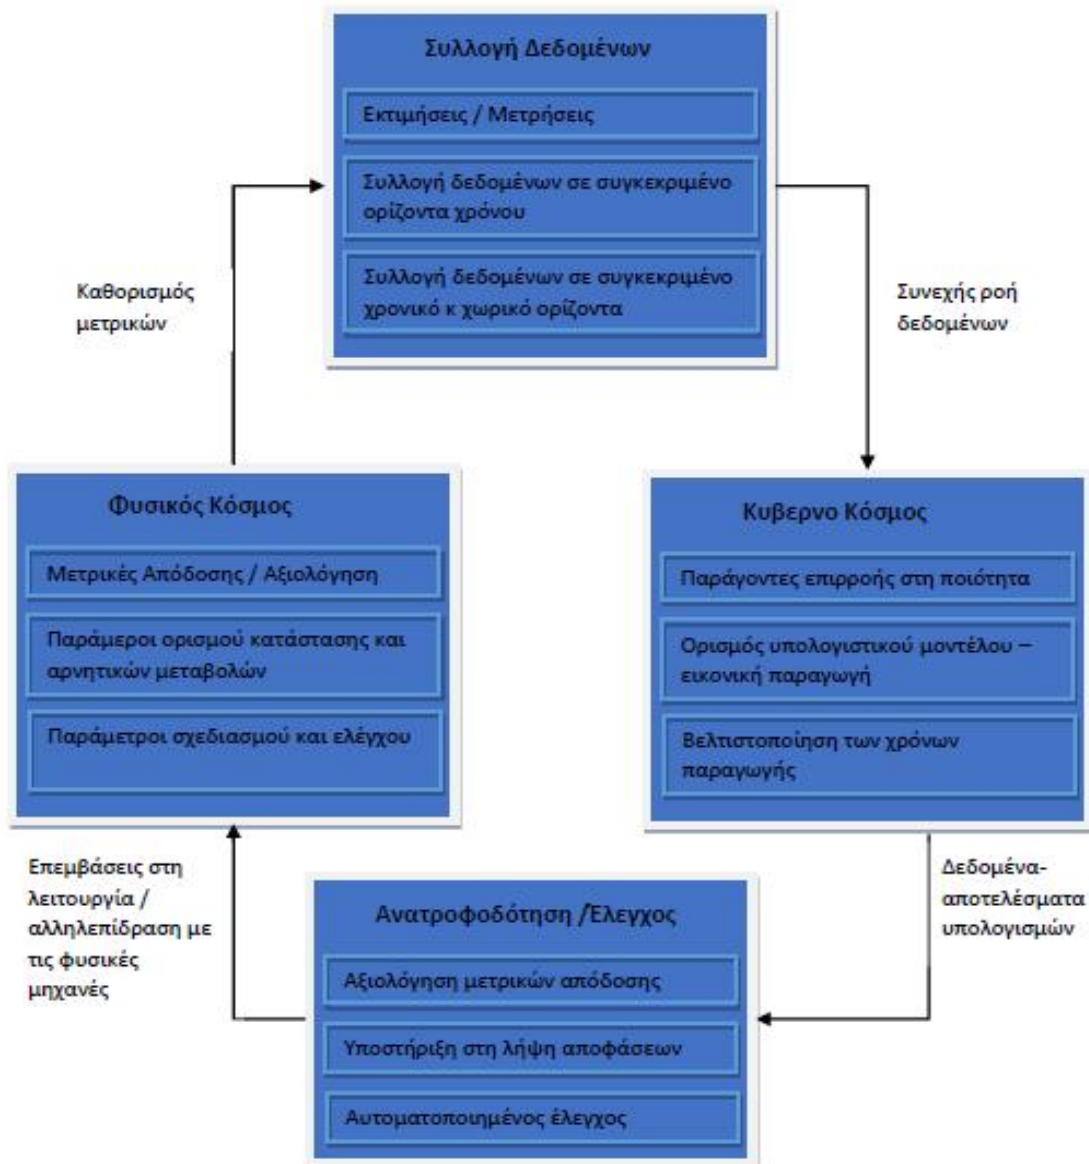 Συλλογή Δεδομένων
Εκτιμήσεις / Μετρήσεις
Συλλογή δεδομένων σε συγκεκριμένο
ορίζοντα χρόνου
Συλλογή δεδομένων σε συγκεκριμένο
χρονικό κ χωρικό ορίζοντα
Καθορισμός
μετρικών
Συνεχής ροή
δεδομένων
Φυσικός Κόσμος
Μετρικές Απόδοσης / Αξιολόγηση
Παράμεροι ορισμού κατάστασης και
αρνητικών μεταβολών
Παράμετροι σχεδιασμού και ελέγχου
Κυβερνο Κόσμος
Παράγοντες επιρροής στη ποιότητα
Ορισμός υπολογιστικού μοντέλου –
εικονική παραγωγή
Βελτιστοποίηση των χρόνων
παραγωγής
Επεμβάσεις στη
λειτουργία /
αλληλεπίδραση με
τις φυσικές
μηχανές
Δεδομένα-
αποτελέσματα
υπολογισμών
Ανατροφοδότηση /Έλεγχος
Αξιολόγηση μετρικών απόδοσης
Υποστήριξη στη λήψη αποφάσεων
Αυτοματοποιημένος έλεγχος